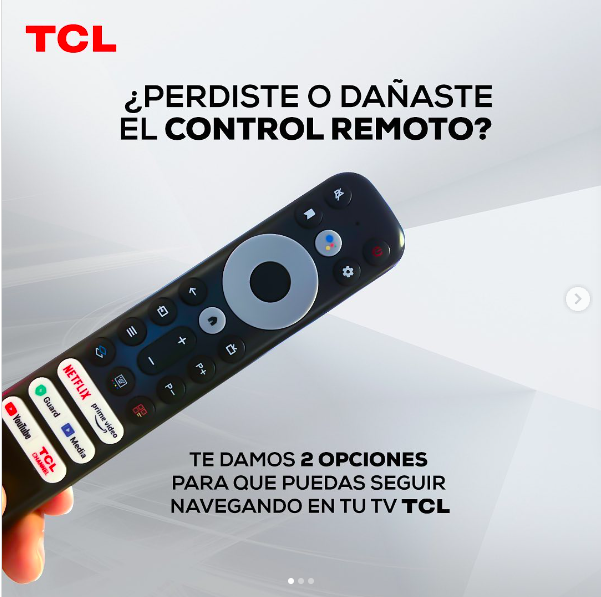 TCL
¿PERDISTE O DAÑASTE
EL CONTROL REMOTO?
NETFLIX
prime video
Guard
Media
YouTube
TCL
CHANNEL
P+
P-
TE DAMOS 2 OPCIONES
PARA QUE PUEDAS SEGUIR
NAVEGANDO EN TU TV TCL